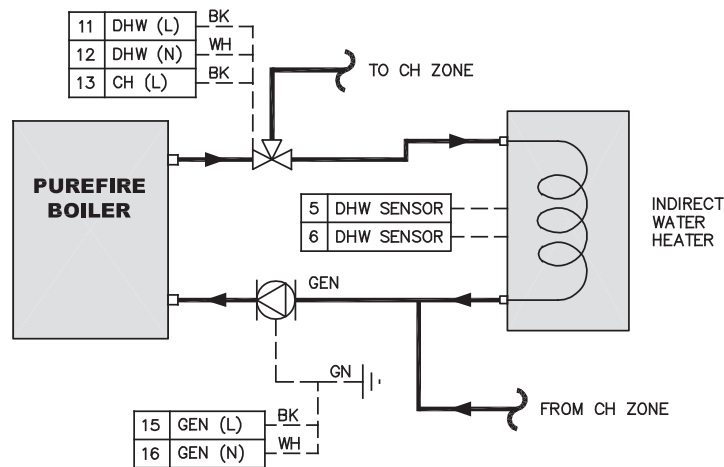 11 DHW (L) BK
12 DHW (N) WH
13 CH (L) BK
TO CH ZONE
PUREFIRE
BOILER
5 DHW SENSOR
6 DHW SENSOR
INDIRECT
WATER
HEATER
GEN
GN
15 GEN (L) BK
16 GEN (N) WH
FROM CH ZONE